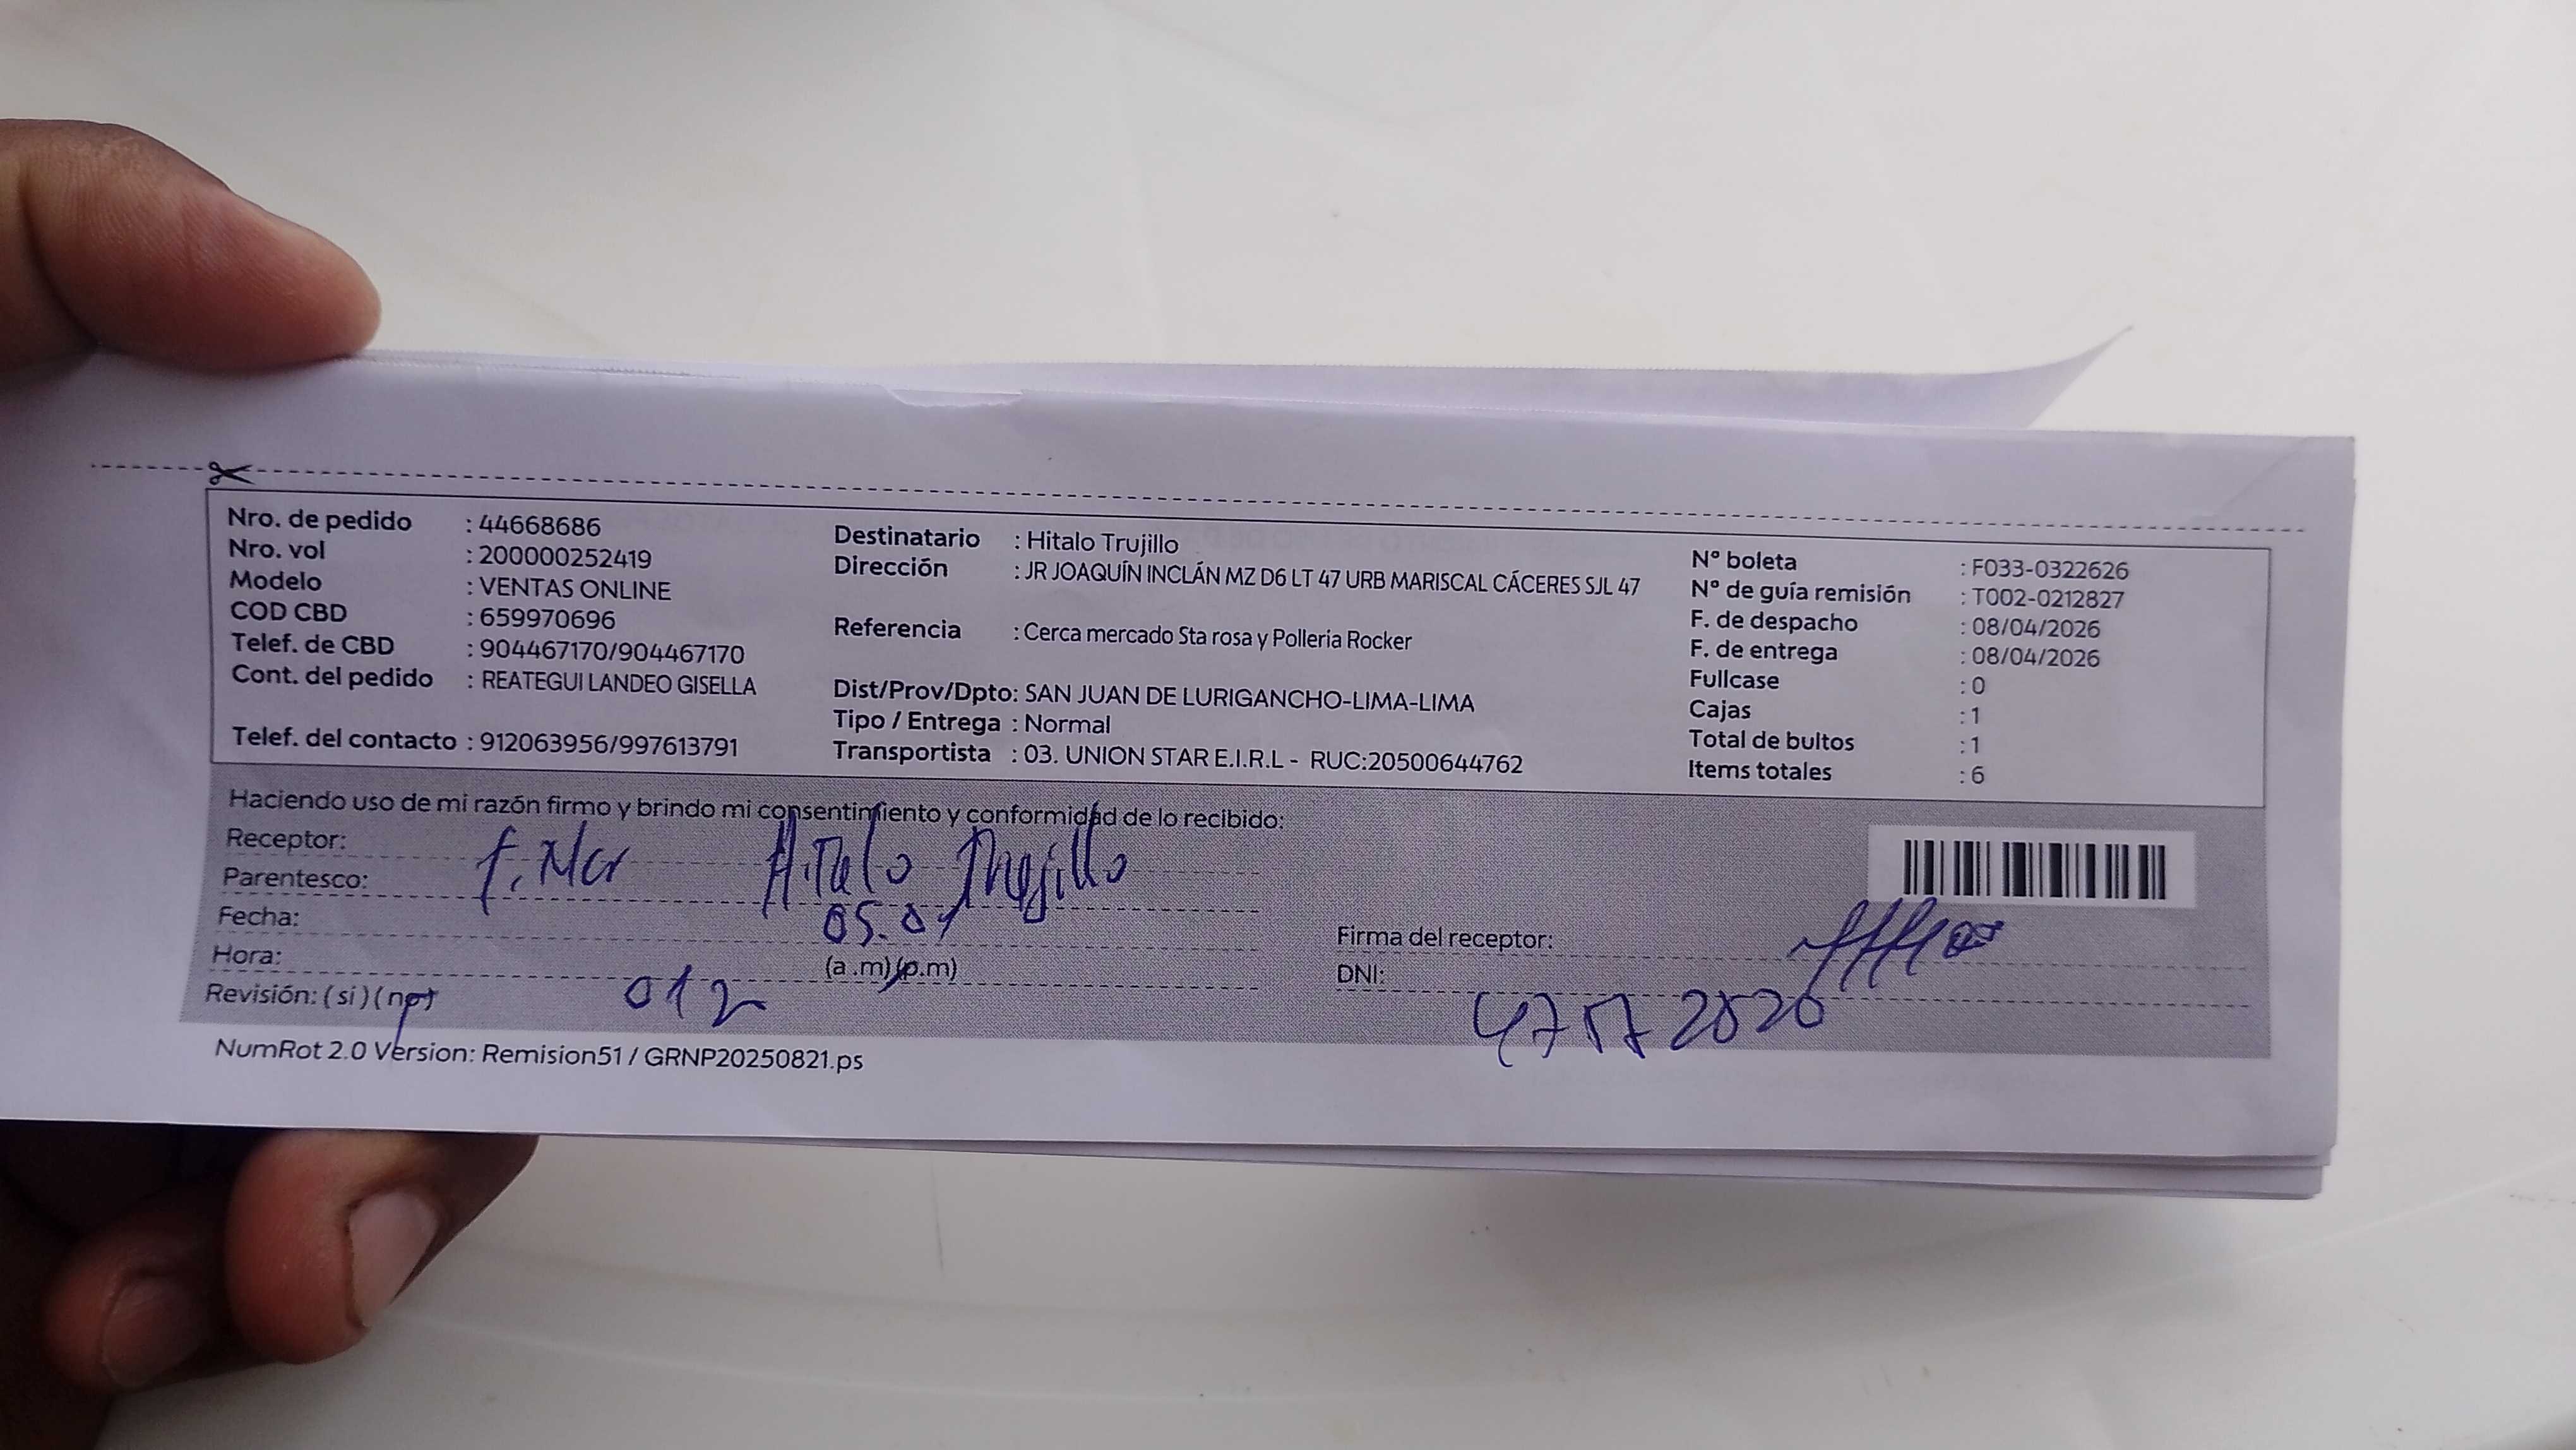 Nro. de pedido : 44668686
Nro. vol : 200000252419
Modelo : VENTAS ONLINE
COD CBD : 659970696
Telef. de CBD : 904467170/904467170
Cont. del pedido : REATEGUI LANDEO GISELLA
Telef. del contacto : 912063956/997613791
Destinatario : Hitalo Trujillo
Dirección : JR JOAQUÍN INCLÁN MZ D6 LT 47 URB MARISCAL CÁCERES SJL 47
Referencia : Cerca mercado Sta rosa y Polleria Rocker
Dist/Prov/Dpto: SAN JUAN DE LURIGANCHO-LIMA-LIMA
Tipo / Entrega : Normal
Transportista : 03. UNION STAR E.I.R.L - RUC:20500644762
N° boleta : F033-0322626
N° de guía remisión : T002-0212827
F. de despacho : 08/04/2026
F. de entrega : 08/04/2026
Fullcase : 0
Cajas : 1
Total de bultos : 1
Items totales : 6
Haciendo uso de mi razón firmo y brindo mi consentimiento y conformidad de lo recibido:
Receptor: Hitalo Trujillo
Parentesco:
Fecha:
Hora: (a.m)(p.m)
Revisión: (si) (no)
Firma del receptor:
DNI:
NumRot 2.0 Version: Remision51 / GRNP20250821.ps